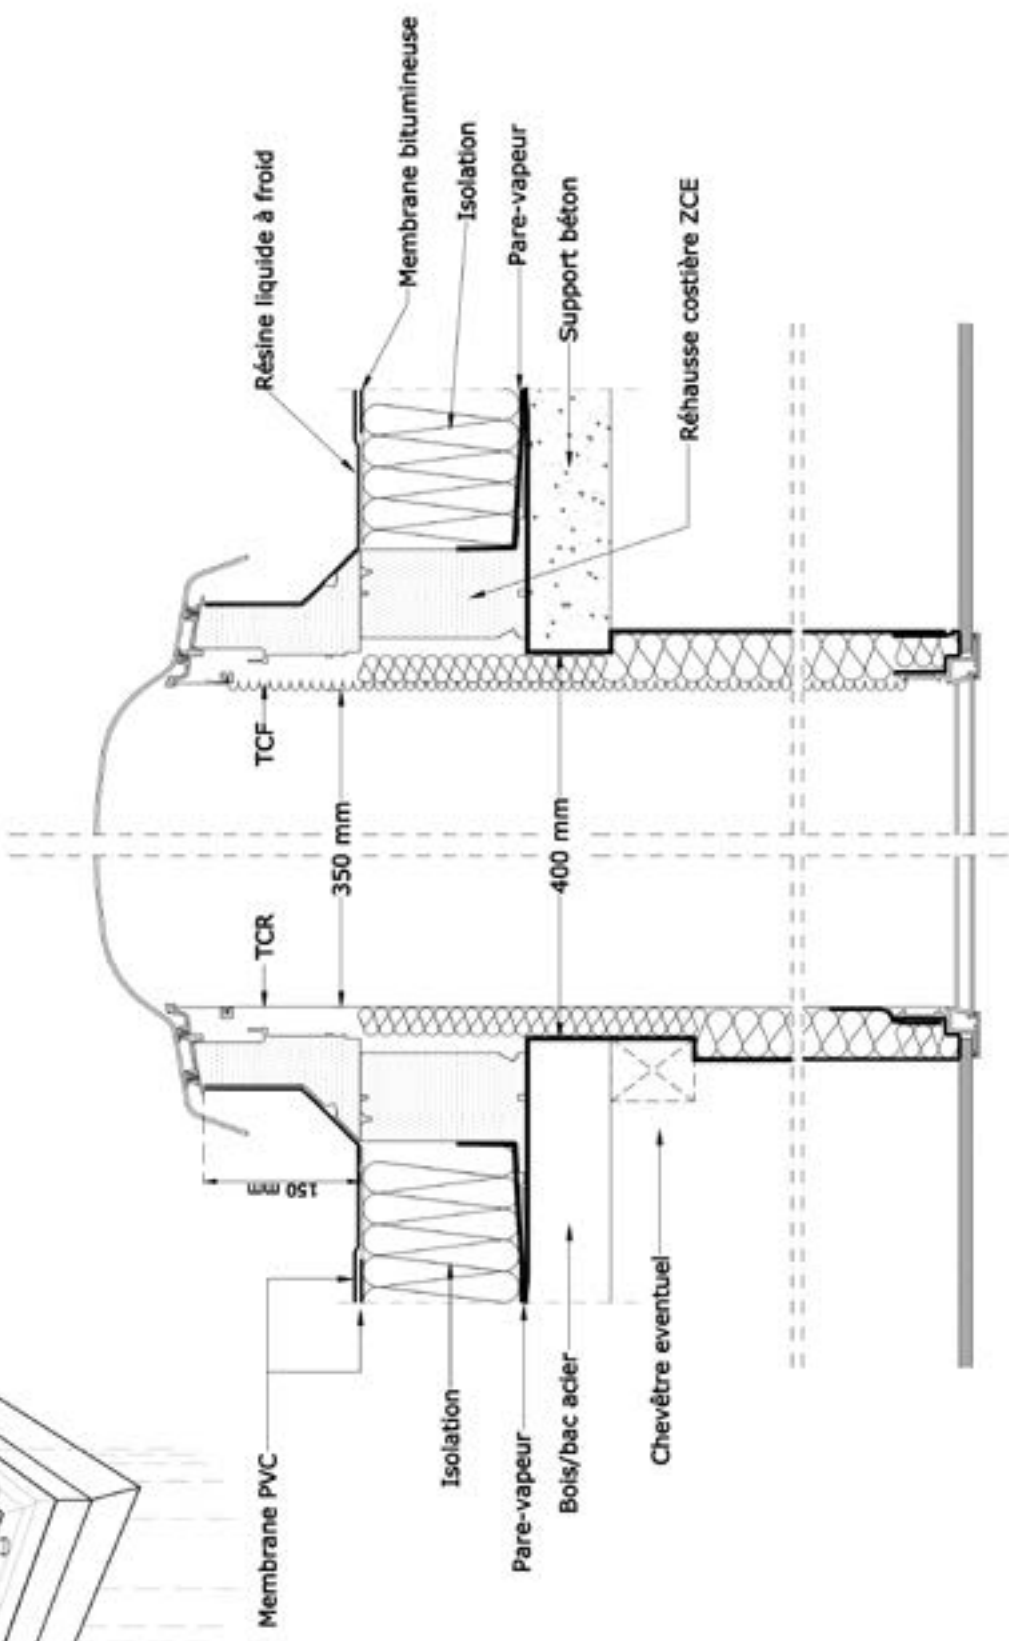 Membrane PVC
150 mm
TCR
TCF
Résine liquide à froid
350 mm
Membrane bitumineuse
Isolation
Isolation
Pare-vapeur
Pare-vapeur
Bois/bac acier
400 mm
Support béton
Chevêtre eventuel
Réhausse costière ZCE